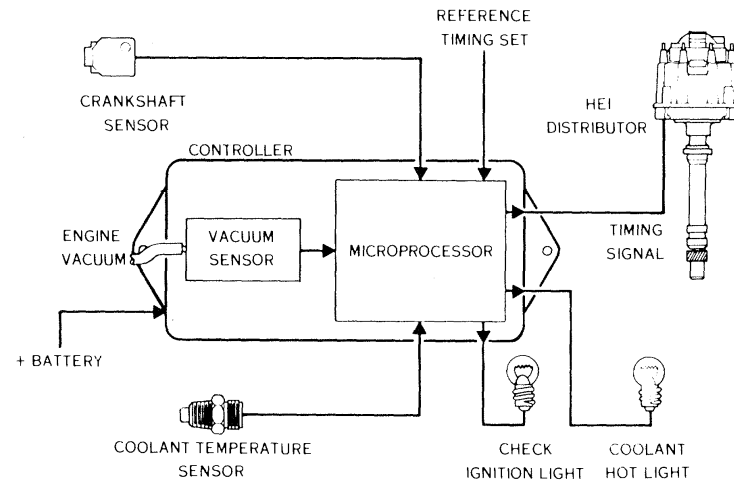 REFERENCE
TIMING SET
CRANKSHAFT
SENSOR
HEI
DISTRIBUTOR
CONTROLLER
ENGINE
VACUUM
VACUUM
SENSOR
MICROPROCESSOR
TIMING
SIGNAL
+ BATTERY
COOLANT TEMPERATURE
SENSOR
CHECK
IGNITION LIGHT
COOLANT
HOT LIGHT